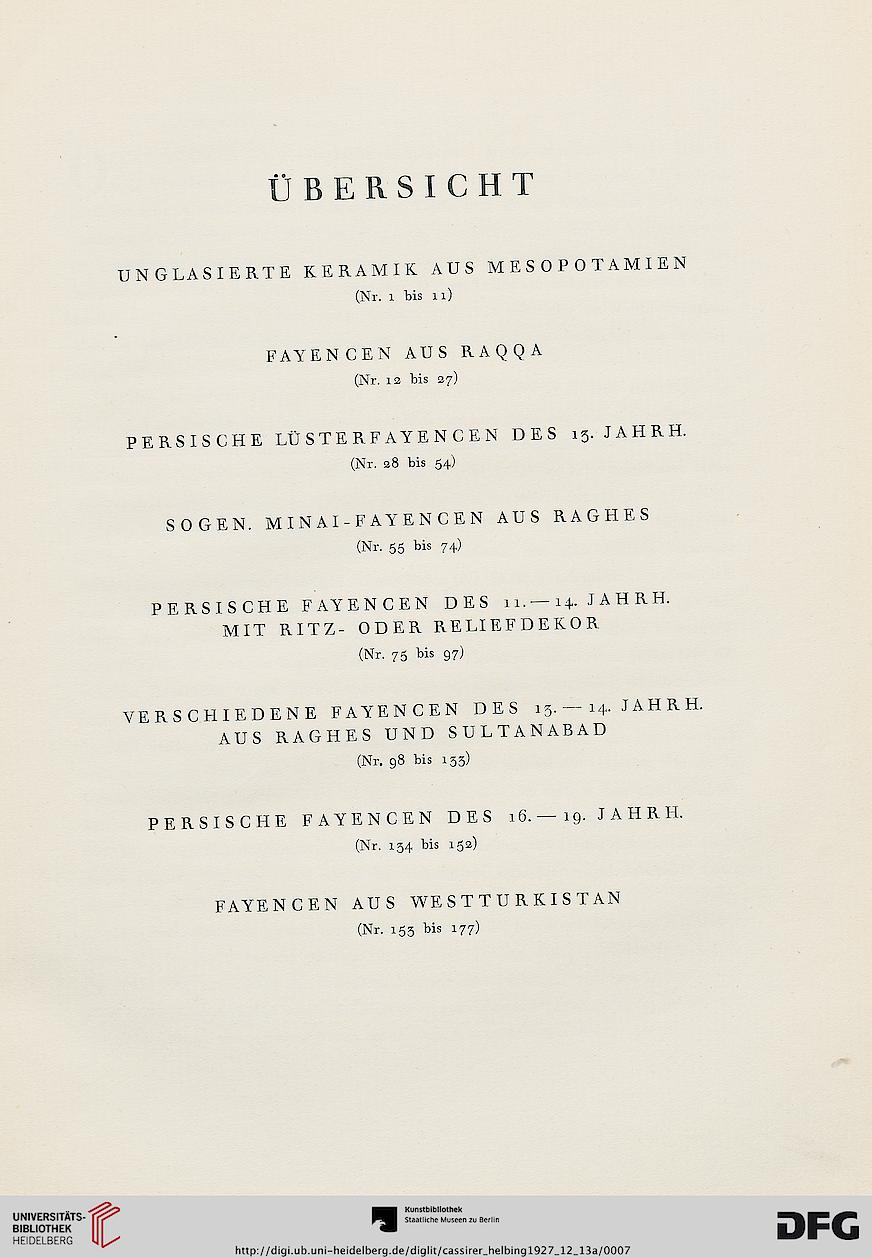 ÜBERSICHT
UNGLASIERTE KERAMIK AUS MESOPOTAMIEN
(Nr. 1 bis 11)
FAYENCEN AUS RAQQA
(Nr. 12 bis 27)
PERSISCHE LÜSTERFAYENCEN DES 13. JAHRH.
(Nr. 28 bis 54)
SOGEN. MINAI-FAYENCEN AUS RAGHES
(Nr. 55 bis 74)
PERSISCHE FAYENCEN DES 11.—14. JAHRH.
MIT RITZ- ODER RELIEFDEKOR
(Nr. 75 bis 97)
VERSCHIEDENE FAYENCEN DES 13.—14. JAHRH.
AUS RAGHES UND SULTANABAD
(Nr. 98 bis 133)
PERSISCHE FAYENCEN DES 16.—19. JAHRH.
(Nr. 134 bis 152)
FAYENCEN AUS WESTTURKISTAN
(Nr. 153 bis 177)
UNIVERSITÄTS-
BIBLIOTHEK
HEIDELBERG
Kunstbibliothek
Staatliche Museen zu Berlin
DFG
http://digi.ub.uni-heidelberg.de/diglit/cassirer_helbing1927_12_13a/0007